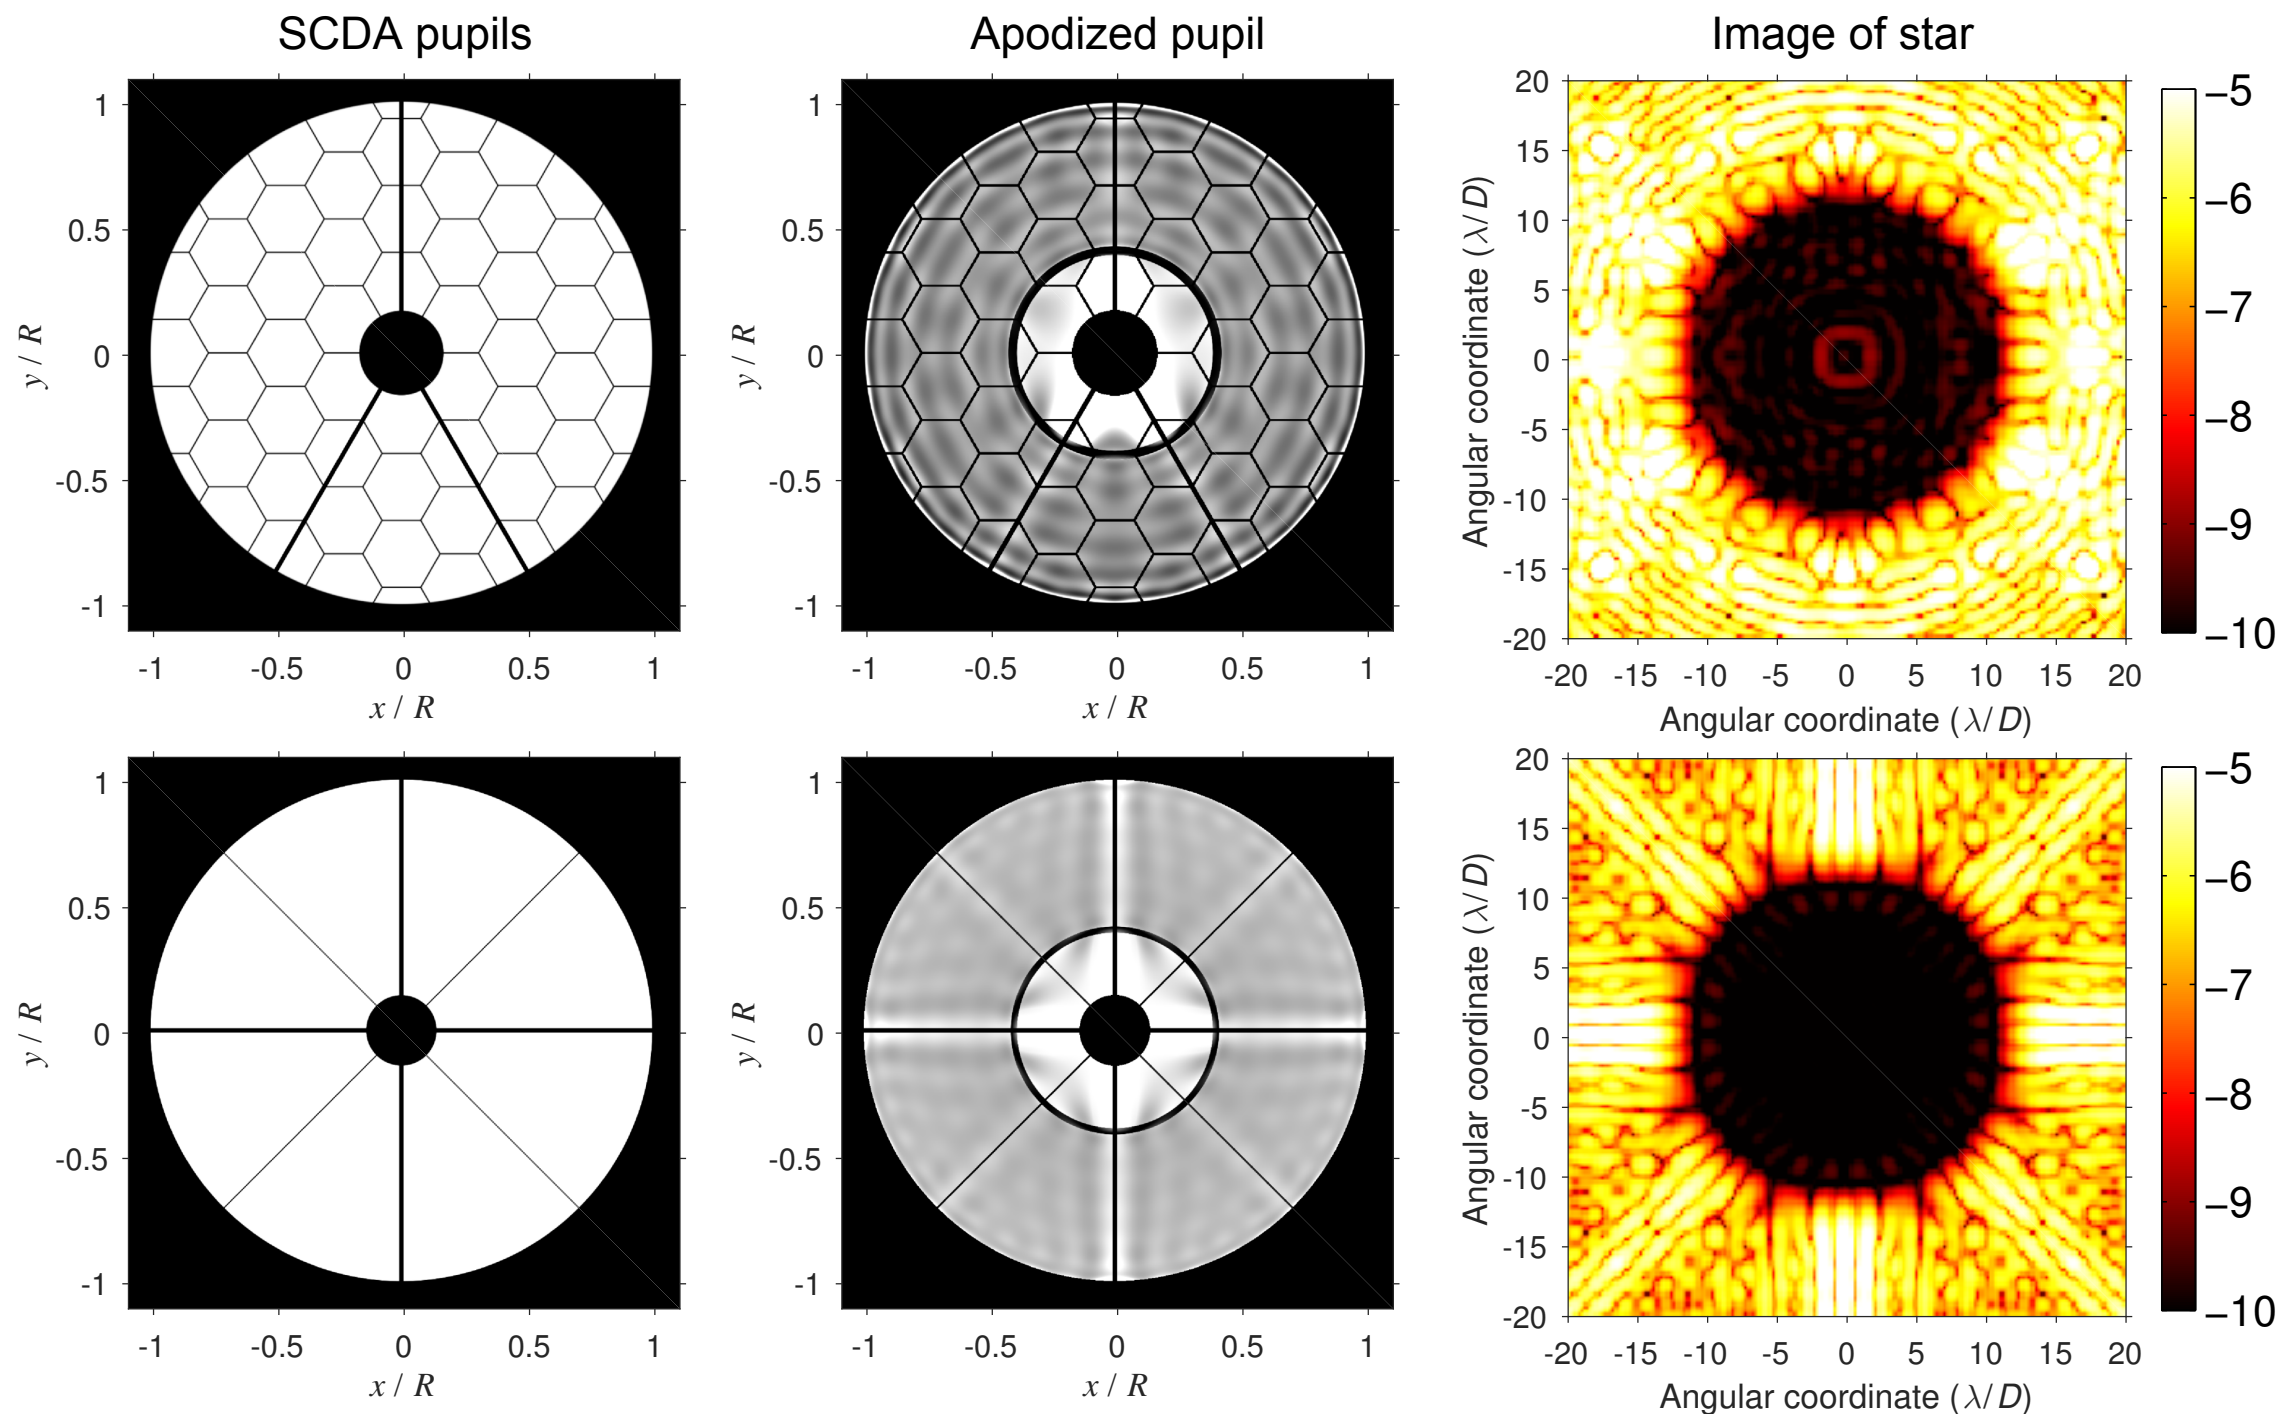 SCDA pupils
Apodized pupil
Image of star
1
0.5
0
-0.5
-1
y / R
-1 -0.5 0 0.5 1
x / R
1
0.5
0
-0.5
-1
y / R
-1 -0.5 0 0.5 1
x / R
20
15
10
5
0
-5
-10
-15
-20
Angular coordinate (λ/D)
-20 -15 -10 -5 0 5 10 15 20
Angular coordinate (λ/D)
−5
−6
−7
−8
−9
−10
1
0.5
0
-0.5
-1
y / R
-1 -0.5 0 0.5 1
x / R
1
0.5
0
-0.5
-1
y / R
-1 -0.5 0 0.5 1
x / R
20
15
10
5
0
-5
-10
-15
-20
Angular coordinate (λ/D)
-20 -15 -10 -5 0 5 10 15 20
Angular coordinate (λ/D)
−5
−6
−7
−8
−9
−10